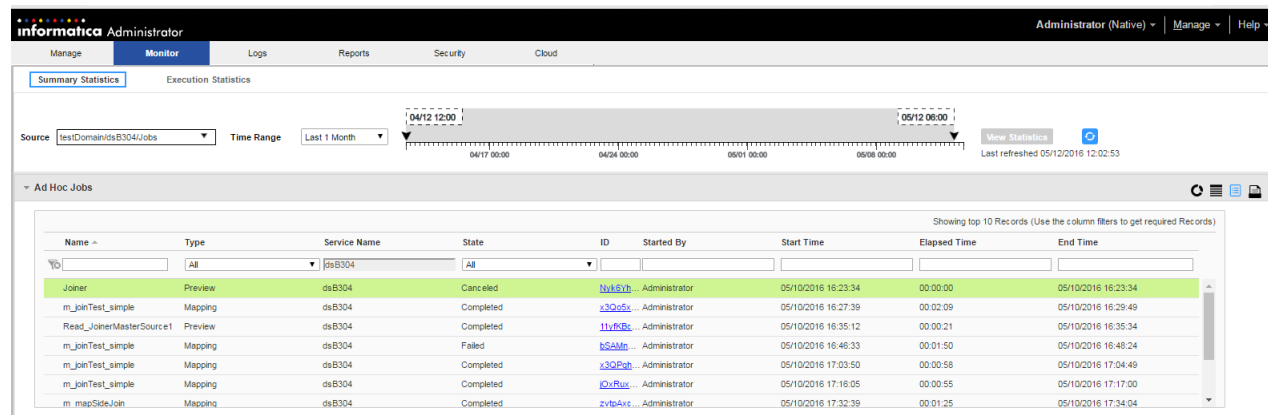 informatica Administrator
Administrator (Native) Manage Help
Manage Monitor Logs Reports Security Cloud
Summary Statistics Execution Statistics
04/12 12:00 05/12 06:00
Source testDomain/dsB304/Jobs Time Range Last 1 Month View Statistics
04/17 00:00 04/24 00:00 05/01 00:00 05/08 00:00 Last refreshed 05/12/2016 12:02:53
Ad Hoc Jobs
Showing top 10 Records (Use the column filters to get required Records)
Name Type Service Name State ID Started By Start Time Elapsed Time End Time
All dsB304 All
Joiner Preview dsB304 Canceled Nyk6Yh... Administrator 05/10/2016 16:23:34 00:00:00 05/10/2016 16:23:34
m_joinTest_simple Mapping dsB304 Completed x3Qo5x... Administrator 05/10/2016 16:27:39 00:02:09 05/10/2016 16:29:49
Read_JoinerMasterSource1 Preview dsB304 Completed 11vfKBc... Administrator 05/10/2016 16:35:12 00:00:21 05/10/2016 16:35:34
m_joinTest_simple Mapping dsB304 Failed bSAMn... Administrator 05/10/2016 16:46:33 00:01:50 05/10/2016 16:48:24
m_joinTest_simple Mapping dsB304 Completed x3QPqh... Administrator 05/10/2016 17:03:50 00:00:58 05/10/2016 17:04:49
m_joinTest_simple Mapping dsB304 Completed jOxRux... Administrator 05/10/2016 17:16:05 00:00:55 05/10/2016 17:17:00
m_mapSideJoin Mapping dsB304 Completed zvtpAxc... Administrator 05/10/2016 17:32:39 00:01:25 05/10/2016 17:34:04